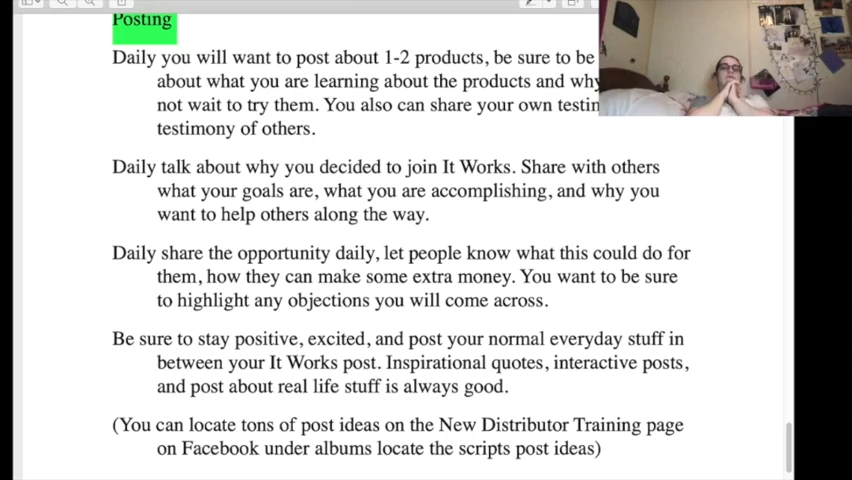 Posting
Daily you will want to post about 1-2 products, be sure to be
about what you are learning about the products and why
not wait to try them. You also can share your own
testimony of others.
Daily talk about why you decided to join It Works. Share with others
what your goals are, what you are accomplishing, and why you
want to help others along the way.
Daily share the opportunity daily, let people know what this could do for
them, how they can make some extra money. You want to be sure
to highlight any objections you will come across.
Be sure to stay positive, excited, and post your normal everyday stuff in
between your It Works post. Inspirational quotes, interactive posts,
and post about real life stuff is always good.
(You can locate tons of post ideas on the New Distributor Training page
on Facebook under albums locate the scripts post ideas)